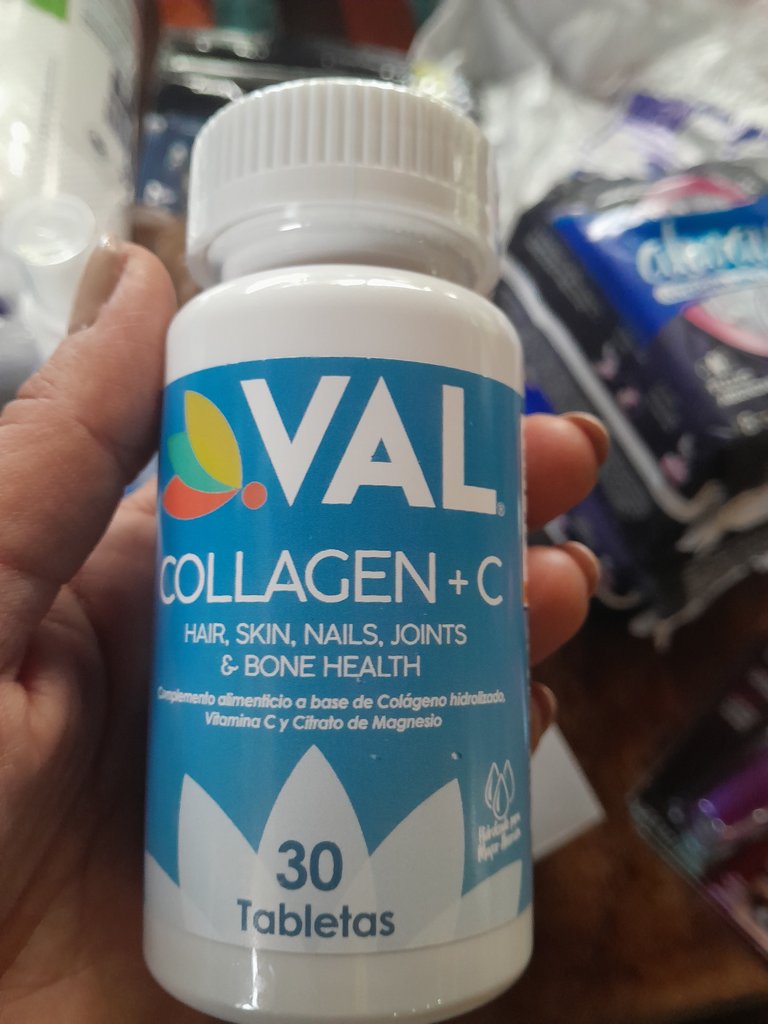 VAL®
COLLAGEN + C
HAIR, SKIN, NAILS, JOINTS
& BONE HEALTH
Complemento alimenticio a base de Colágeno hidrolizado,
Vitamina C y Citrato de Magnesio
30
Tabletas